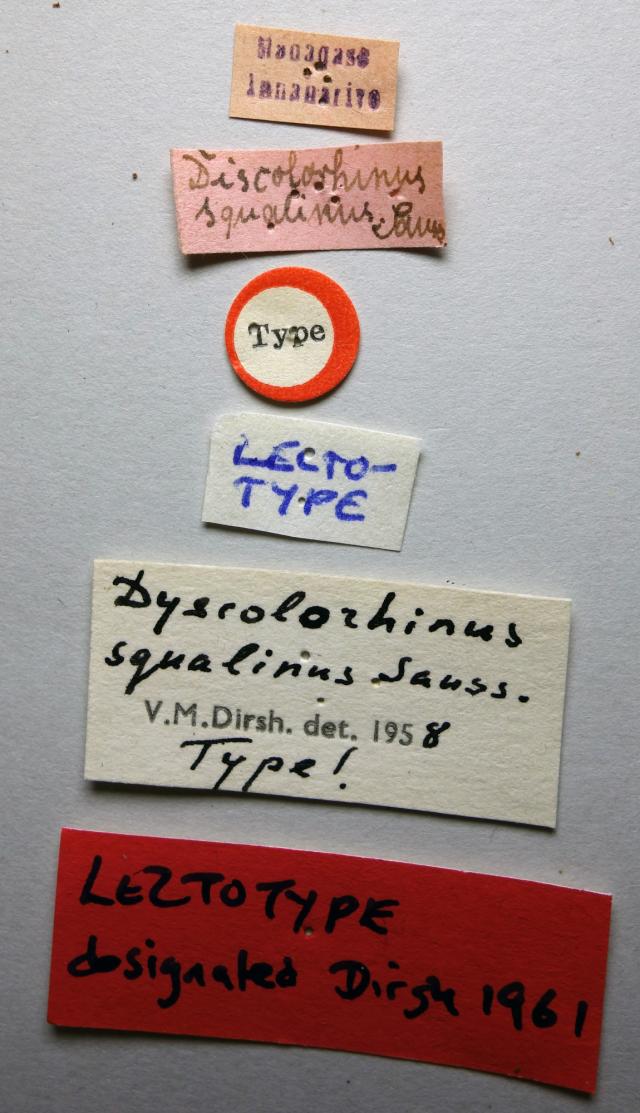 Madagasc
Tananarive
Discolorhinus
squalinus. Sauss
Type
LECTO-
TYPE
Dyscolorhinus
squalinus Sauss.
V.M.Dirsh. det. 1958
Type!
LECTOTYPE
designated Dirsh 1961